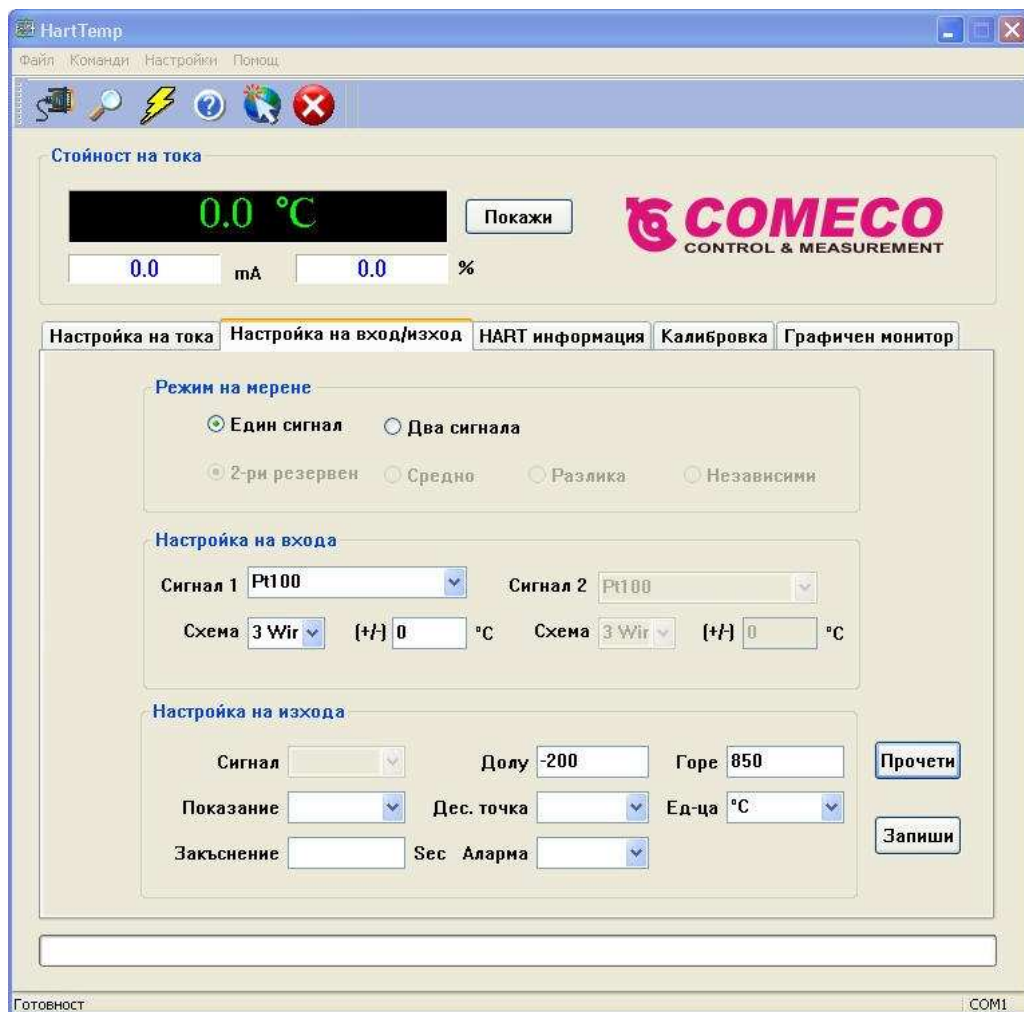 HartTemp
Файл Команди Настройки Помощ
Стойност на тока
0.0 °C
Покажи
COMECO
CONTROL & MEASUREMENT
0.0 mA 0.0 %
Настройка на тока Настройка на вход/изход HART информация Калибровка Графичен монитор
Режим на мерене
Един сигнал Два сигнала
2-ри резервен Средно Разлика Независими
Настройка на входа
Сигнал 1 Pt100 Сигнал 2 Pt100
Схема 3 Wir (+/-) 0 °C Схема 3 Wir (+/-) 0 °C
Настройка на изхода
Сигнал Долу -200 Горе 850 Прочети
Показание Дес. точка Ед-ца °C
Запиши
Закъснение Sec Аларма
Готовност COM1